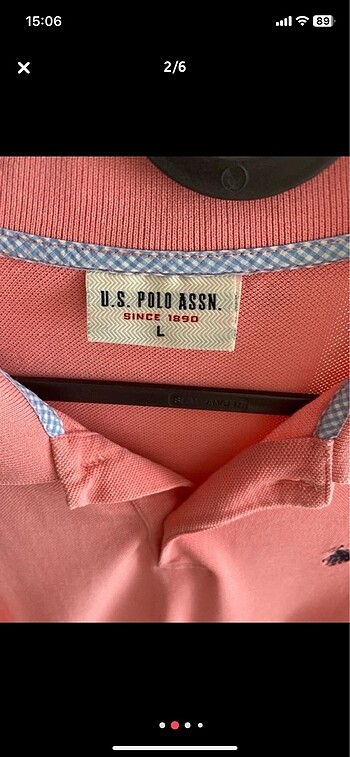 15:06
89
2/6
U.S. POLO ASSN.
SINCE 1890
L